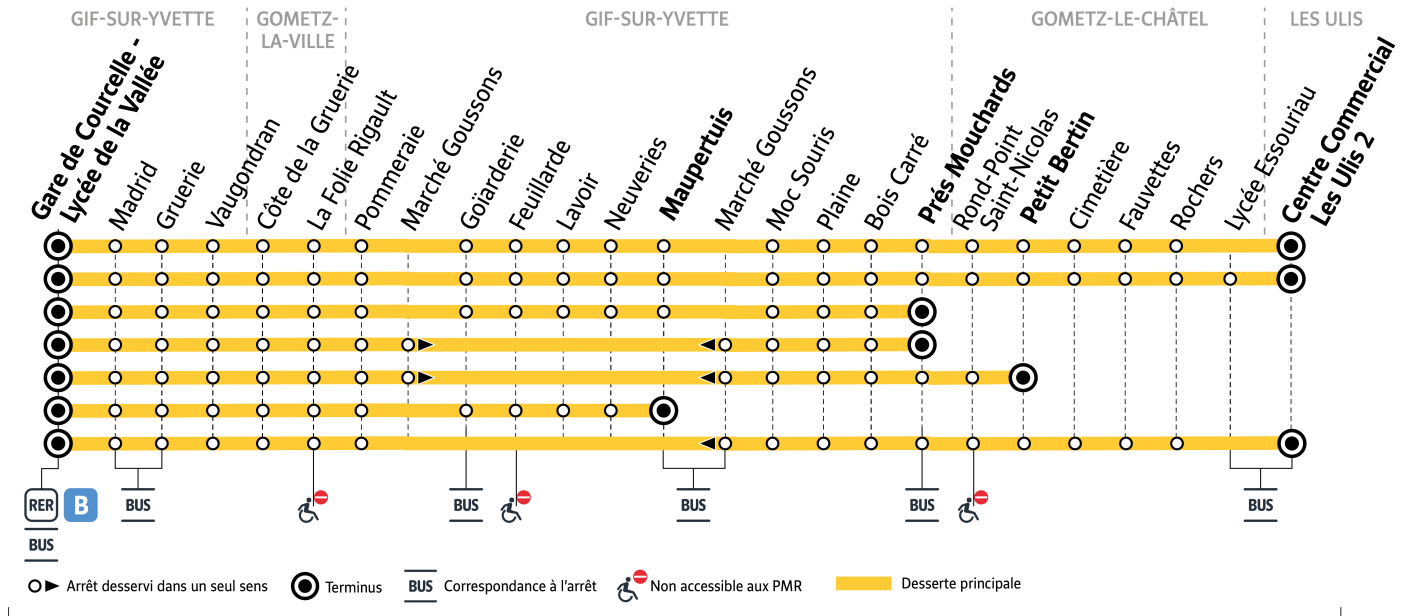 GIF-SUR-YVETTE
GOMETZ-
LA-VILLE
GIF-SUR-YVETTE
GOMETZ-LE-CHÂTEL
LES ULIS
Gare de Courcelle -
Lycée de la Vallée
Madrid
Gruerie
Vaugondran
Côte de la Gruerie
La Folie Rigault
Pommeraie
Marché Goussons
Goïarderie
Feuillarde
Lavoir
Neuveries
Maupertuis
Marché Goussons
Moc Souris
Plaine
Bois Carré
Prés Mouchards
Rond-Point
Saint-Nicolas
Petit Bertin
Cimetière
Fauvettes
Rochers
Lycée Essouriau
Centre Commercial
Les Ulis 2
RER B
BUS
BUS
BUS
BUS
BUS
BUS
Arrêt desservi dans un seul sens
Terminus
BUS Correspondance à l'arrêt
Non accessible aux PMR
Desserte principale